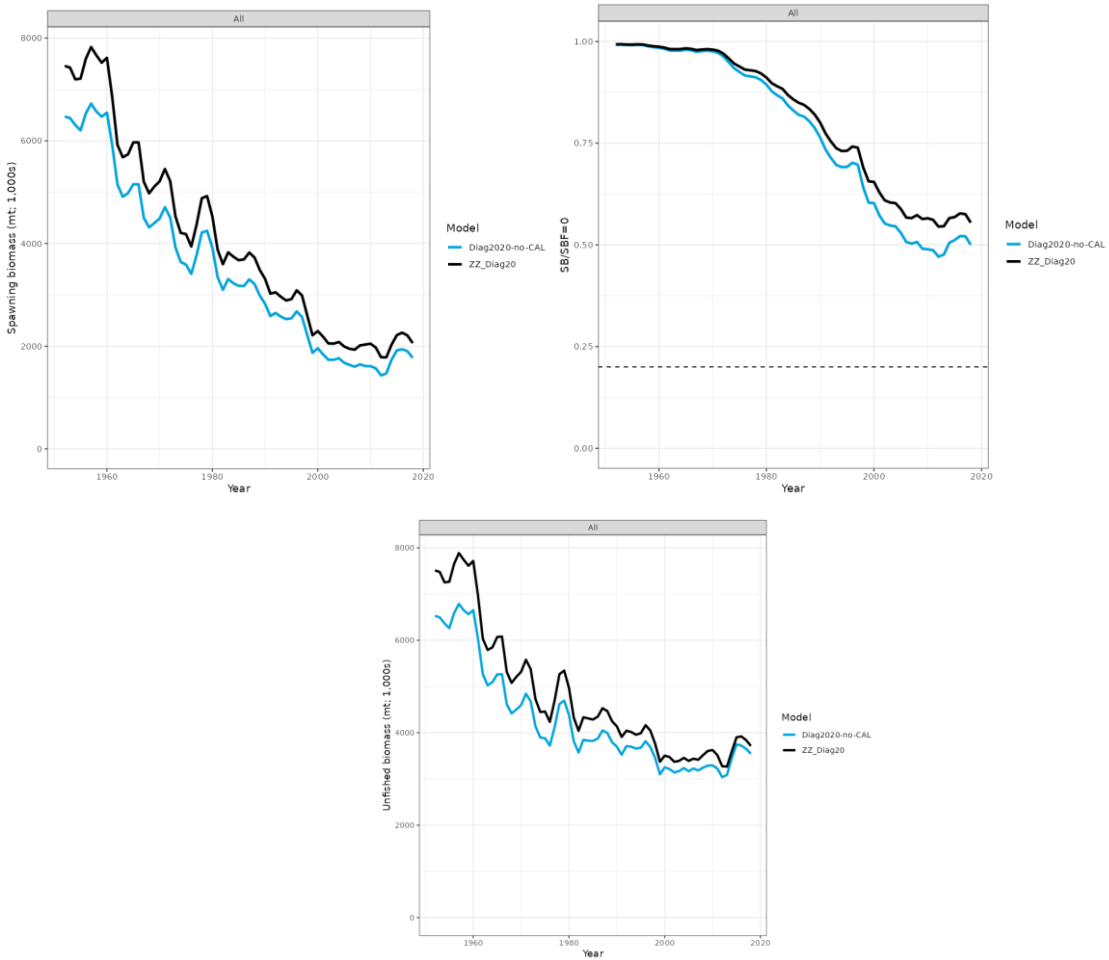 All
8000
6000
4000
2000
0
Spawning biomass (mt; 1,000s)
1960
1980
2000
2020
Year
Model
Diag2020-no-CAL
ZZ_Diag20
All
1.00
0.75
0.50
0.25
0.00
SB/SBF=0
1960
1980
2000
2020
Year
Model
Diag2020-no-CAL
ZZ_Diag20
All
8000
6000
4000
2000
0
Unfished biomass (mt; 1,000s)
1960
1980
2000
2020
Year
Model
Diag2020-no-CAL
ZZ_Diag20